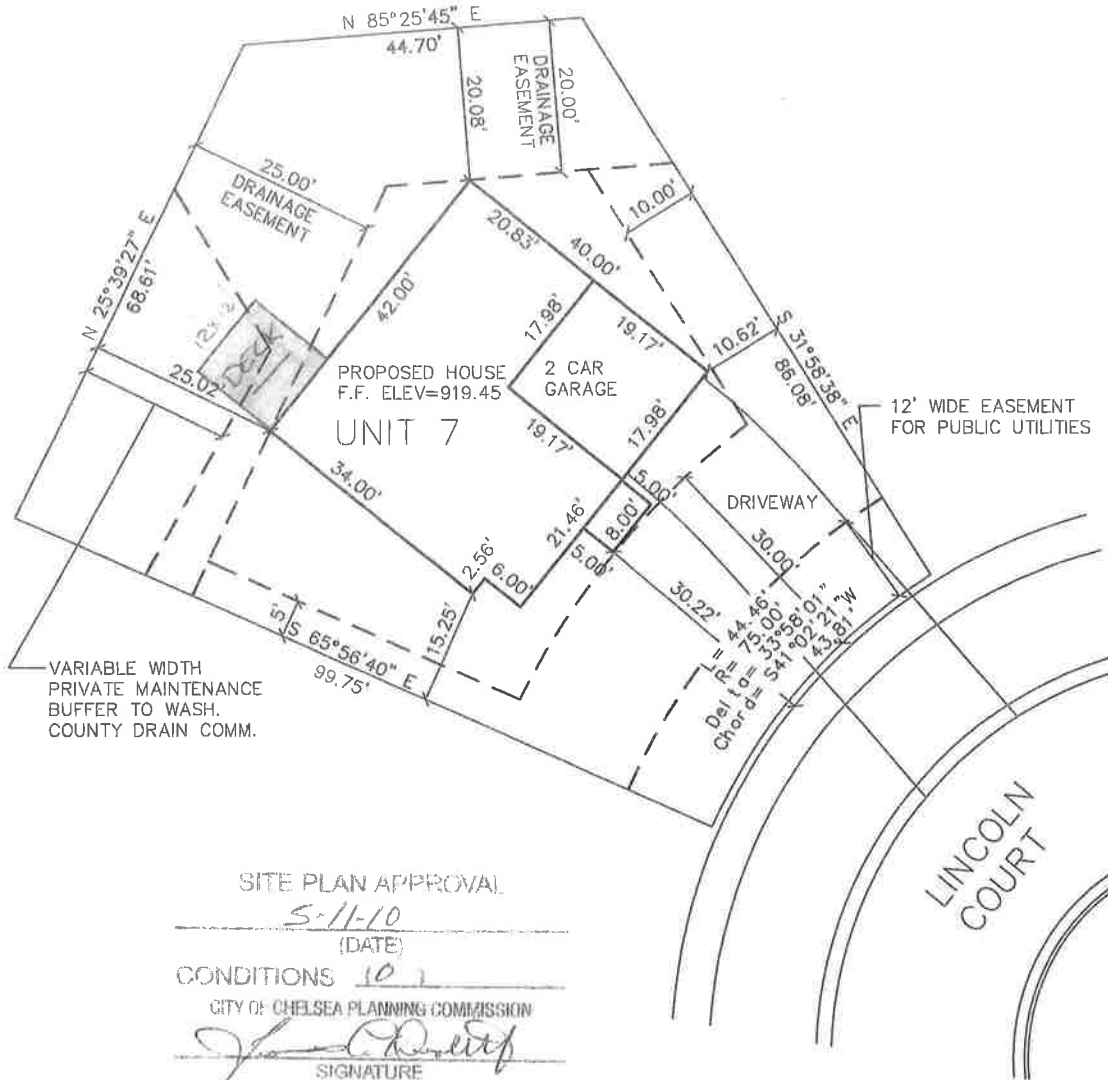 N 85°25'45" E
44.70'
20.08'
DRAINAGE
EASEMENT
20.00'
25.00'
DRAINAGE
EASEMENT
10.00'
20.83'
40.00'
N 25°39'27" E
68.61'
42.00'
17.98'
19.17'
10.62'
S 31°58'38" E
86.08'
12x12
DECK
25.02'
PROPOSED HOUSE
F.F. ELEV=919.45
UNIT 7
2 CAR
GARAGE
12' WIDE EASEMENT
FOR PUBLIC UTILITIES
19.17'
17.98'
34.00'
5.00'
DRIVEWAY
8.00'
21.46'
30.00'
5.00'
2.56'
6.00'
30.22'
L= 44.46'
R= 75.00'
Delta= 33°58'01"
Chord= S41°02'21"W
43.81'
15.25'
5'
S 65°56'40" E
99.75'
VARIABLE WIDTH
PRIVATE MAINTENANCE
BUFFER TO WASH.
COUNTY DRAIN COMM.
LINCOLN
COURT
SITE PLAN APPROVAL
5-11-10
(DATE)
CONDITIONS
CITY OF CHELSEA PLANNING COMMISSION
SIGNATURE